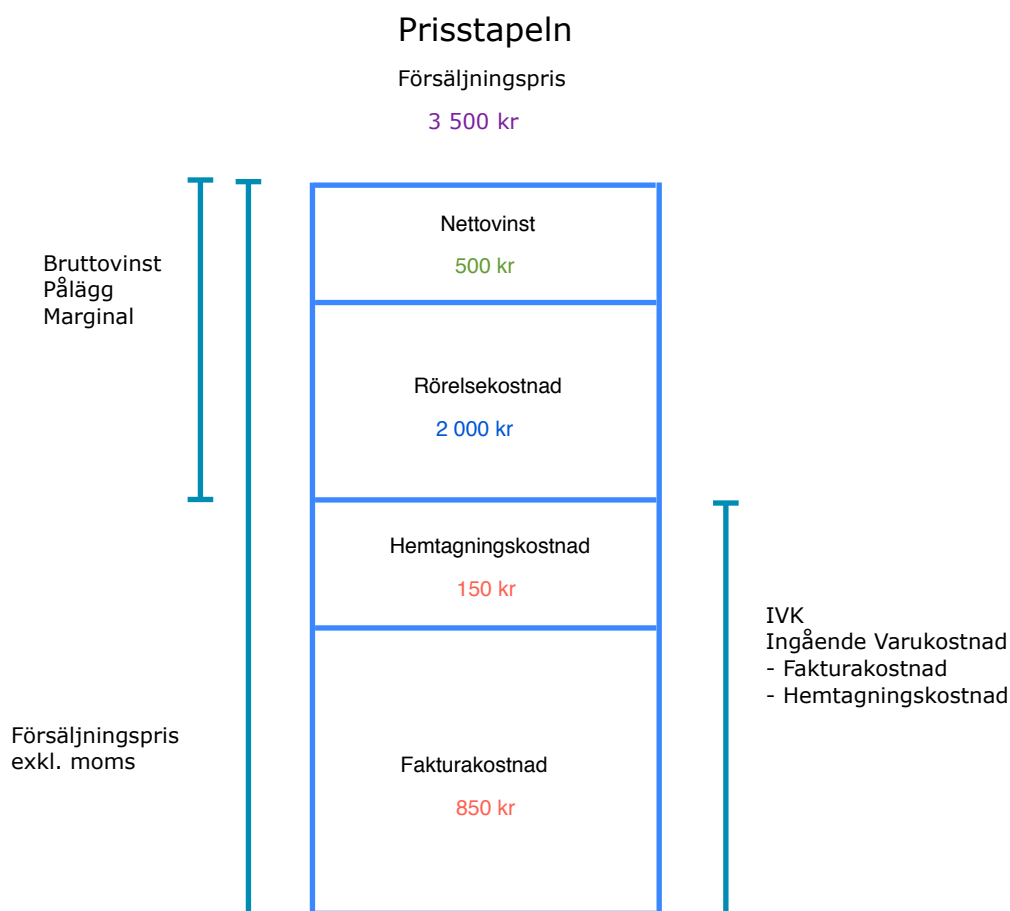 Prisstapeln
Försäljningspris
3 500 kr
Nettovinst
500 kr
Bruttovinst
Pålägg
Marginal
Rörelsekostnad
2 000 kr
Hemtagningskostnad
150 kr
IVK
Ingående Varukostnad
- Fakturakostnad
- Hemtagningskostnad
Försäljningspris
exkl. moms
Fakturakostnad
850 kr